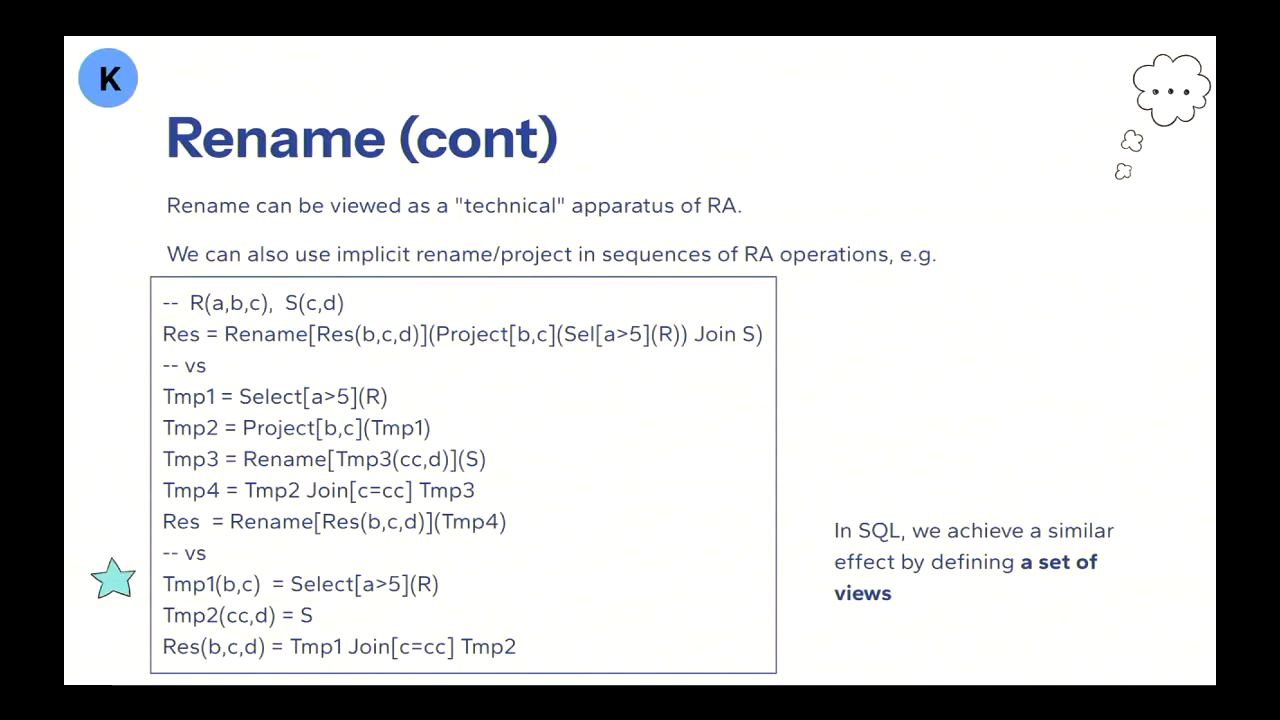 K
Rename (cont)
Rename can be viewed as a "technical" apparatus of RA.
We can also use implicit rename/project in sequences of RA operations, e.g.
-- R(a,b,c), S(c,d)
Res = Rename[Res(b,c,d)](Project[b,c](Sel[a>5](R)) Join S)
-- vs
Tmp1 = Select[a>5](R)
Tmp2 = Project[b,c](Tmp1)
Tmp3 = Rename[Tmp3(cc,d)](S)
Tmp4 = Tmp2 Join[c=cc] Tmp3
Res = Rename[Res(b,c,d)](Tmp4)
-- vs
Tmp1(b,c) = Select[a>5](R)
Tmp2(cc,d) = S
Res(b,c,d) = Tmp1 Join[c=cc] Tmp2
In SQL, we achieve a similar
effect by defining a set of
views